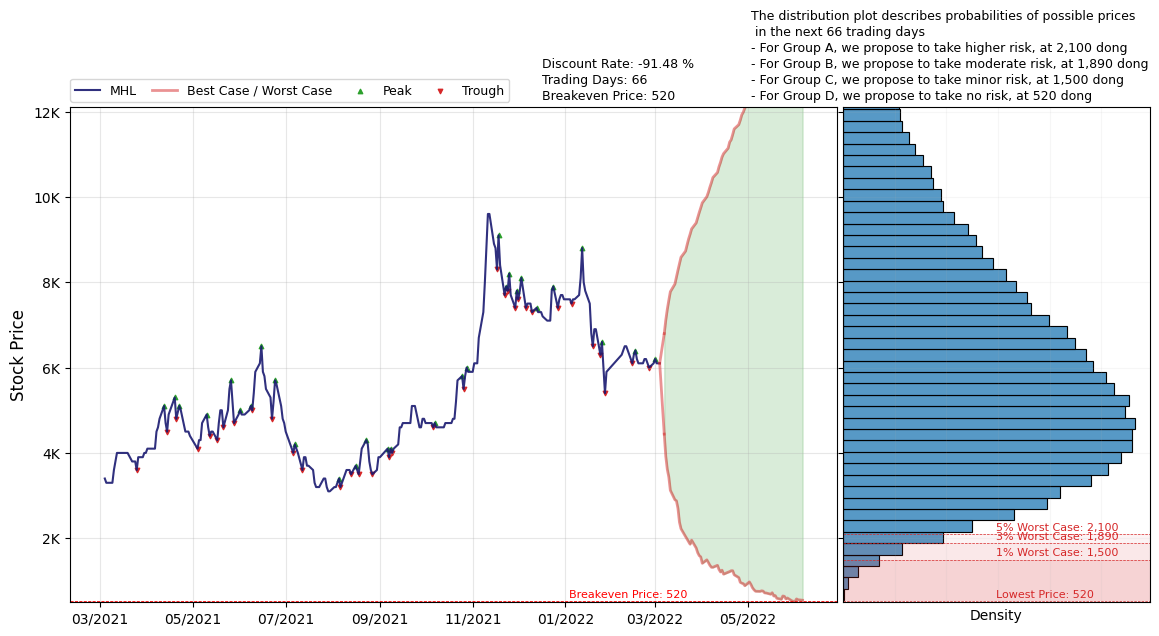 The distribution plot describes probabilities of possible prices
in the next 66 trading days
- For Group A, we propose to take higher risk, at 2,100 dong
- For Group B, we propose to take moderate risk, at 1,890 dong
- For Group C, we propose to take minor risk, at 1,500 dong
- For Group D, we propose to take no risk, at 520 dong
Discount Rate: -91.48 %
Trading Days: 66
Breakeven Price: 520
MHL Best Case / Worst Case Peak Trough
12K
10K
8K
6K
4K
2K
Stock Price
Breakeven Price: 520
03/2021 05/2021 07/2021 09/2021 11/2021 01/2022 03/2022 05/2022
5% Worst Case: 2,100
3% Worst Case: 1,890
1% Worst Case: 1,500
Lowest Price: 520
Density